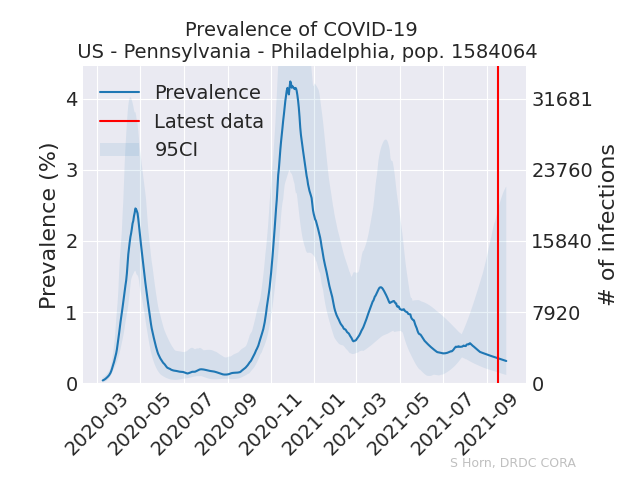 Prevalence of COVID-19
US - Pennsylvania - Philadelphia, pop. 1584064
Prevalence
Latest data
95CI
Prevalence (%)
4
3
2
1
0
# of infections
31681
23760
15840
7920
0
2020-03
2020-05
2020-07
2020-09
2020-11
2021-01
2021-03
2021-05
2021-07
2021-09
S Horn, DRDC CORA